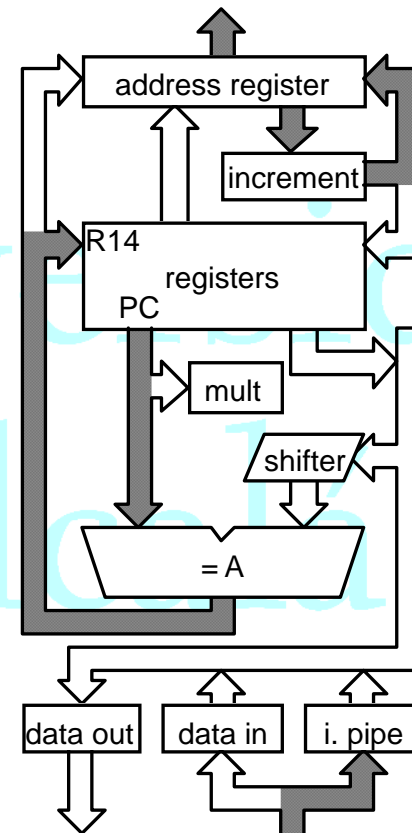 address register
increment
R14
registers
PC
mult
shifter
= A
data out
data in
i. pipe